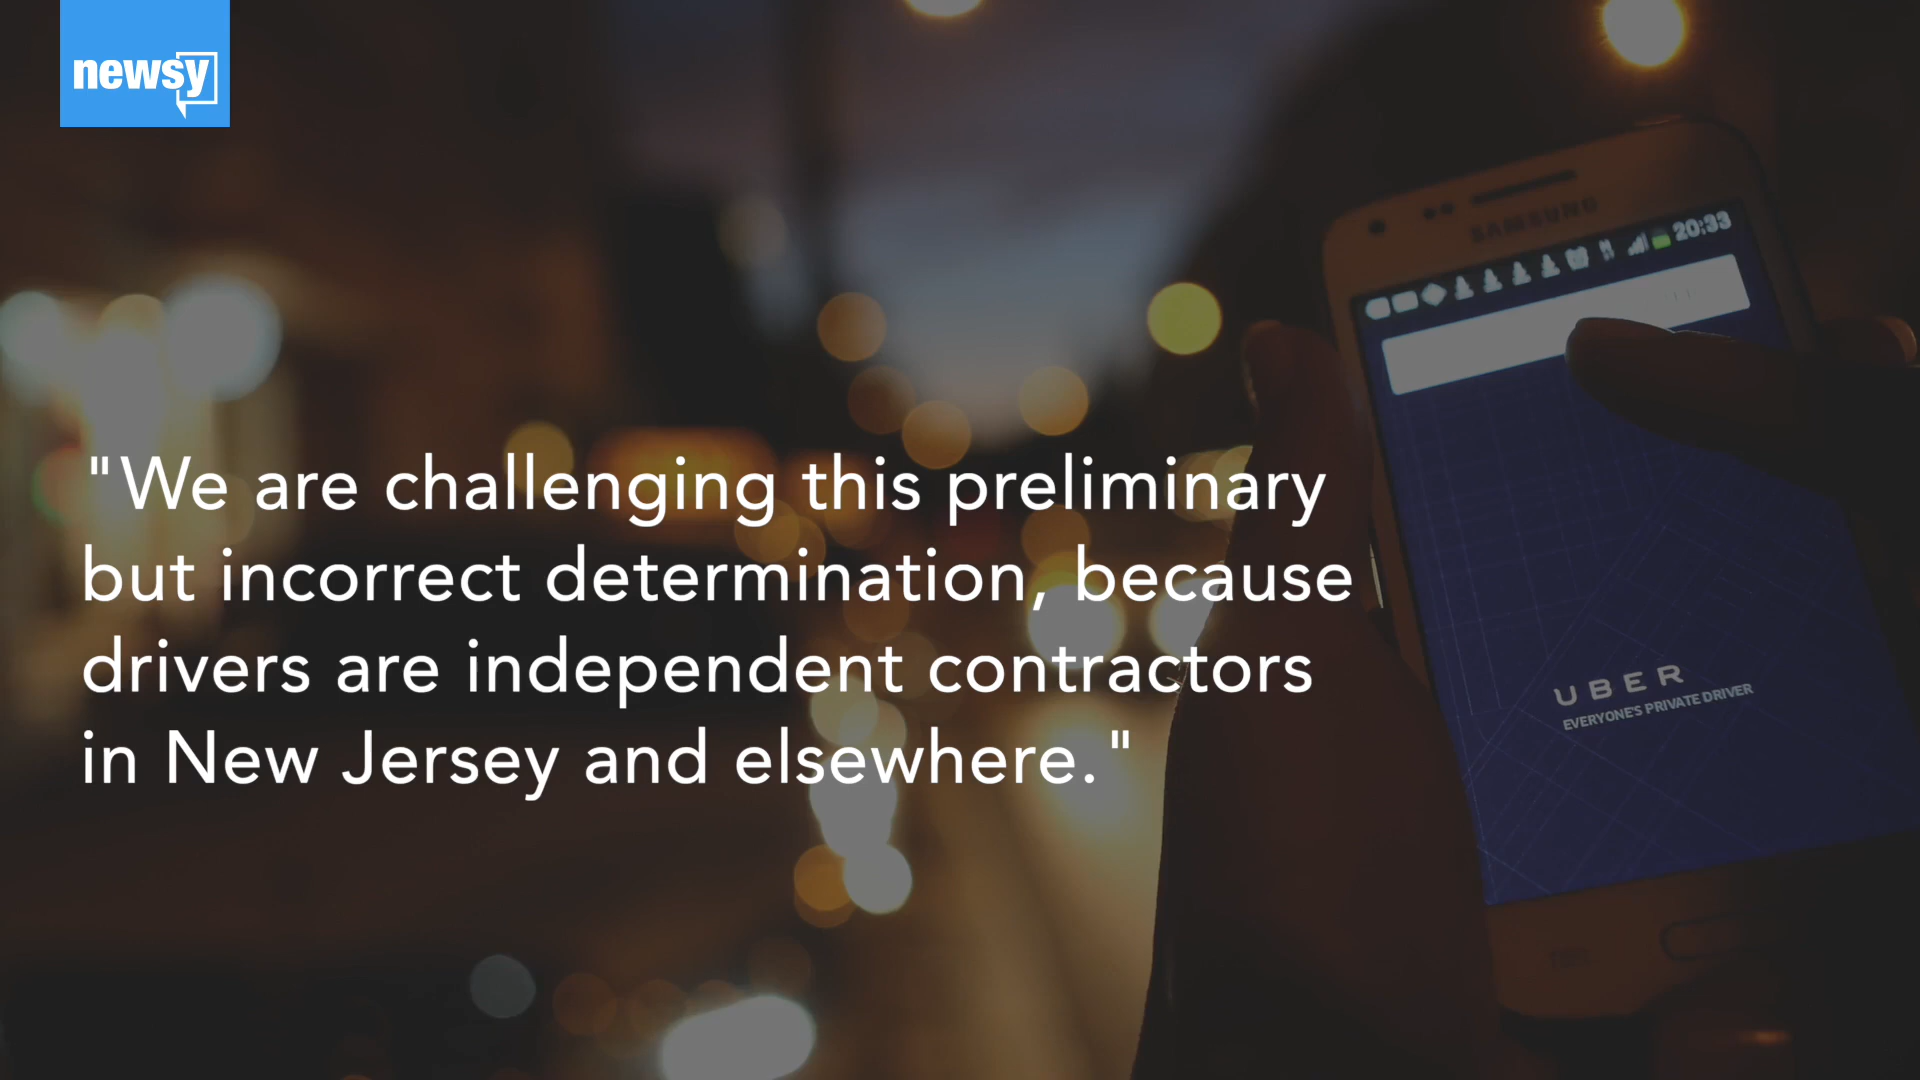 newsy
SAMSUNG
20:33
"We are challenging this preliminary
but incorrect determination, because
drivers are independent contractors
in New Jersey and elsewhere."
UBER
EVERYONE'S PRIVATE DRIVER